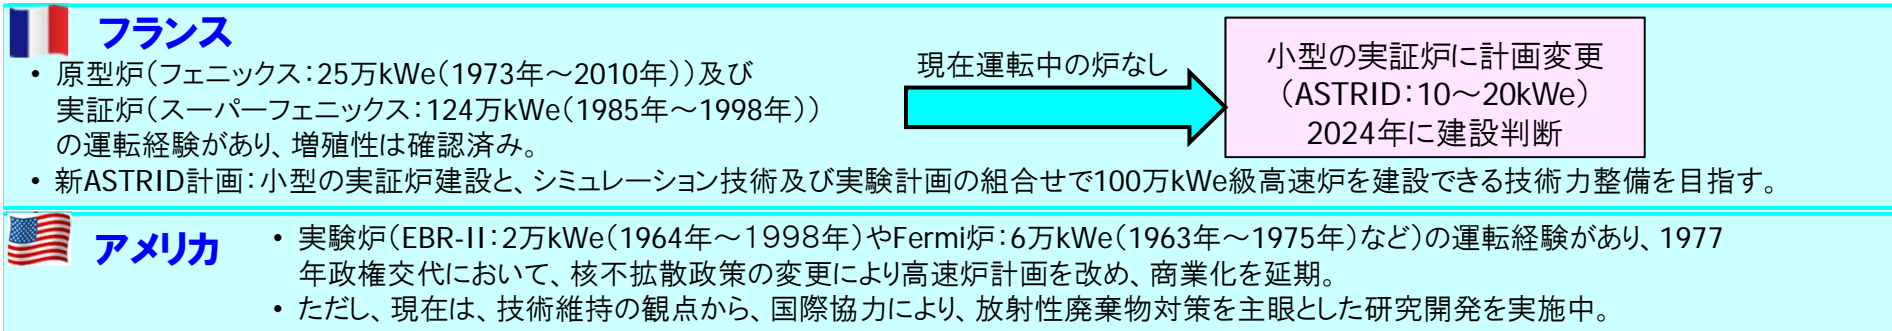 フランス
• 原型炉(フェニックス:25万kWe(1973年～2010年))及び
実証炉(スーパーフェニックス:124万kWe(1985年～1998年))
の運転経験があり、増殖性は確認済み。
現在運転中の炉なし
小型の実証炉に計画変更
(ASTRID:10～20kWe)
2024年に建設判断
• 新ASTRID計画:小型の実証炉建設と、シミュレーション技術及び実験計画の組合せで100万kWe級高速炉を建設できる技術力整備を目指す。
アメリカ
• 実験炉(EBR-II:2万kWe(1964年～1998年)やFermi炉:6万kWe(1963年～1975年)など)の運転経験があり、1977
年政権交代において、核不拡散政策の変更により高速炉計画を改め、商業化を延期。
• ただし、現在は、技術維持の観点から、国際協力により、放射性廃棄物対策を主眼とした研究開発を実施中。